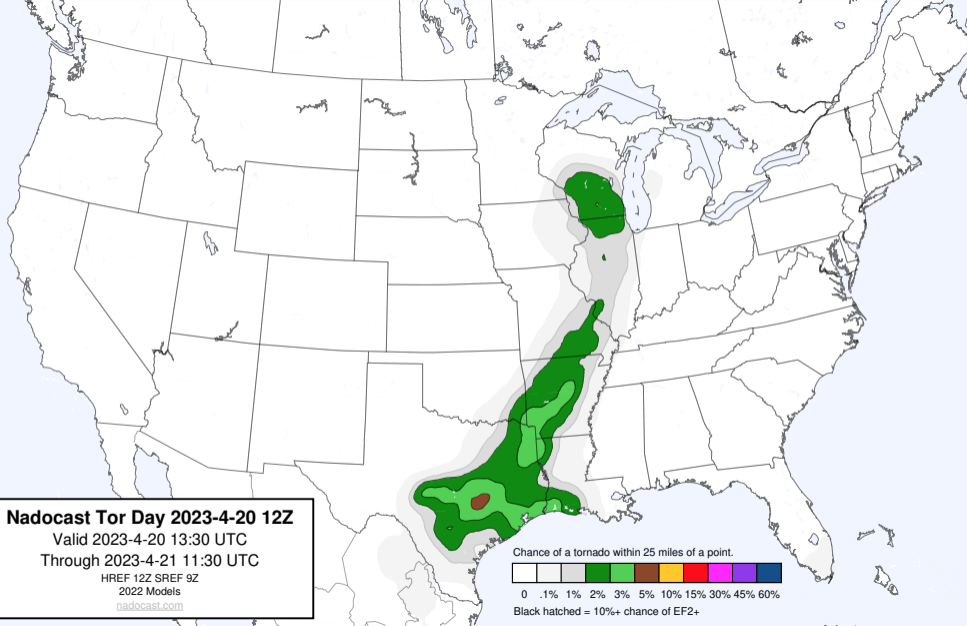 Nadocast Tor Day 2023-4-20 12Z
Valid 2023-4-20 13:30 UTC
Through 2023-4-21 11:30 UTC
HREF 12Z SREF 9Z
2022 Models
nadocast.com
Chance of a tornado within 25 miles of a point.
0 .1% 1% 2% 3% 5% 10% 15% 30% 45% 60%
Black hatched = 10%+ chance of EF2+